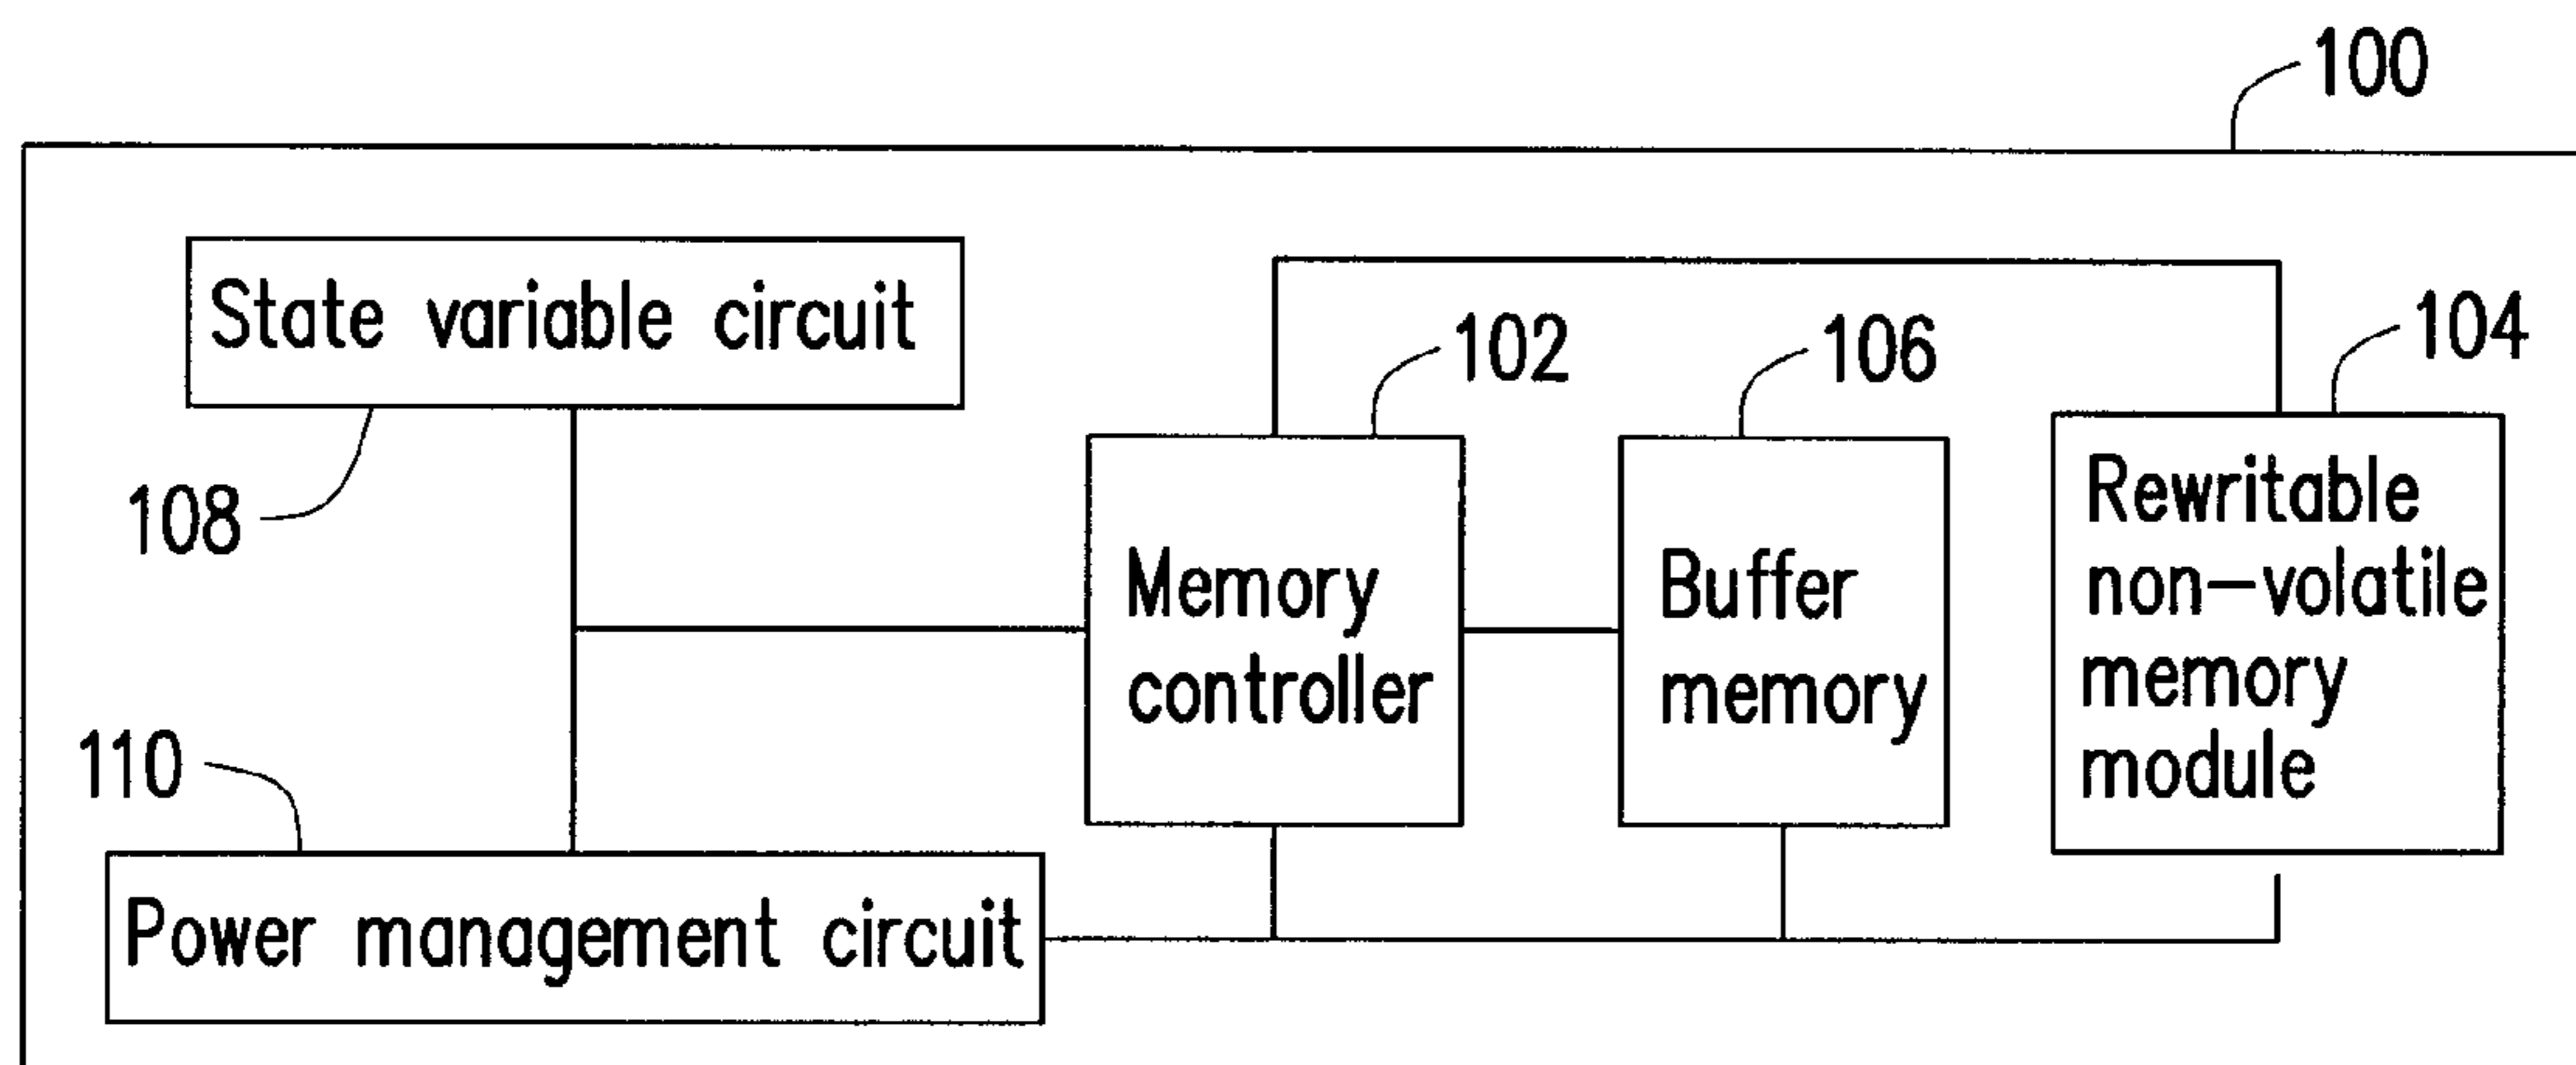 100
State variable circuit
102
106
104
108
Memory
controller
Buffer
memory
Rewritable
non-volatile
memory
module
110
Power management circuit